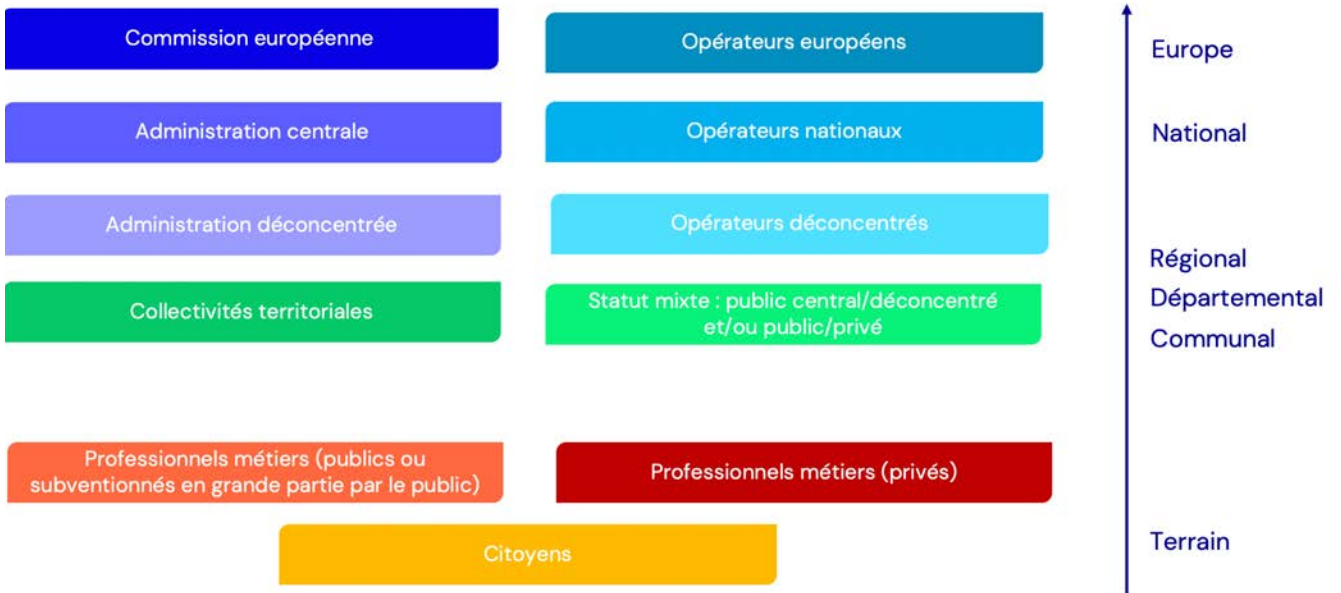 Commission européenne
Opérateurs européens
Europe
Administration centrale
Opérateurs nationaux
National
Administration déconcentrée
Opérateurs déconcentrés
Régional
Collectivités territoriales
Statut mixte : public central/déconcentré
et/ou public/privé
Départemental
Communal
Professionnels métiers (publics ou
subventionnés en grande partie par le public)
Professionnels métiers (privés)
Citoyens
Terrain